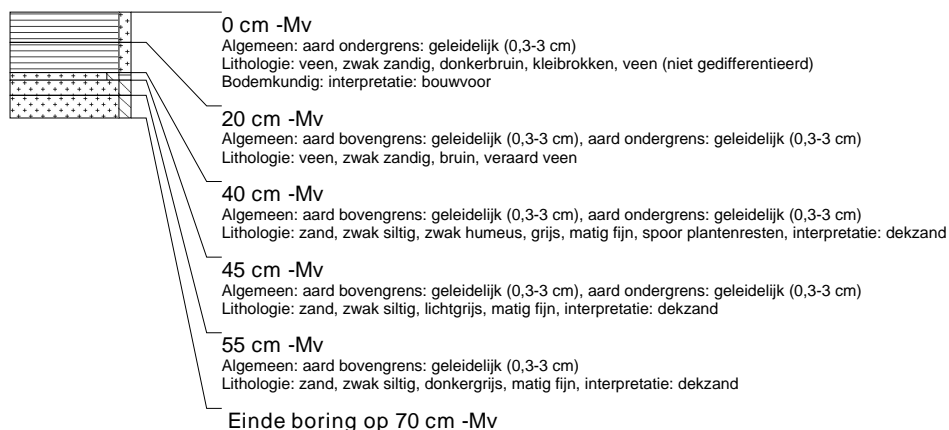 0 cm -Mv
Algemeen: aard ondergrens: geleidelijk (0,3-3 cm)
Lithologie: veen, zwak zandig, donkerbruin, kleibrokken, veen (niet gedifferentieerd)
Bodemkundig: interpretatie: bouwvoor
20 cm -Mv
Algemeen: aard bovengrens: geleidelijk (0,3-3 cm), aard ondergrens: geleidelijk (0,3-3 cm)
Lithologie: veen, zwak zandig, bruin, veraard veen
40 cm -Mv
Algemeen: aard bovengrens: geleidelijk (0,3-3 cm), aard ondergrens: geleidelijk (0,3-3 cm)
Lithologie: zand, zwak siltig, zwak humeus, grijs, matig fijn, spoor plantenresten, interpretatie: dekzand
45 cm -Mv
Algemeen: aard bovengrens: geleidelijk (0,3-3 cm), aard ondergrens: geleidelijk (0,3-3 cm)
Lithologie: zand, zwak siltig, lichtgrijs, matig fijn, interpretatie: dekzand
55 cm -Mv
Algemeen: aard bovengrens: geleidelijk (0,3-3 cm)
Lithologie: zand, zwak siltig, donkergrijs, matig fijn, interpretatie: dekzand
Einde boring op 70 cm -Mv